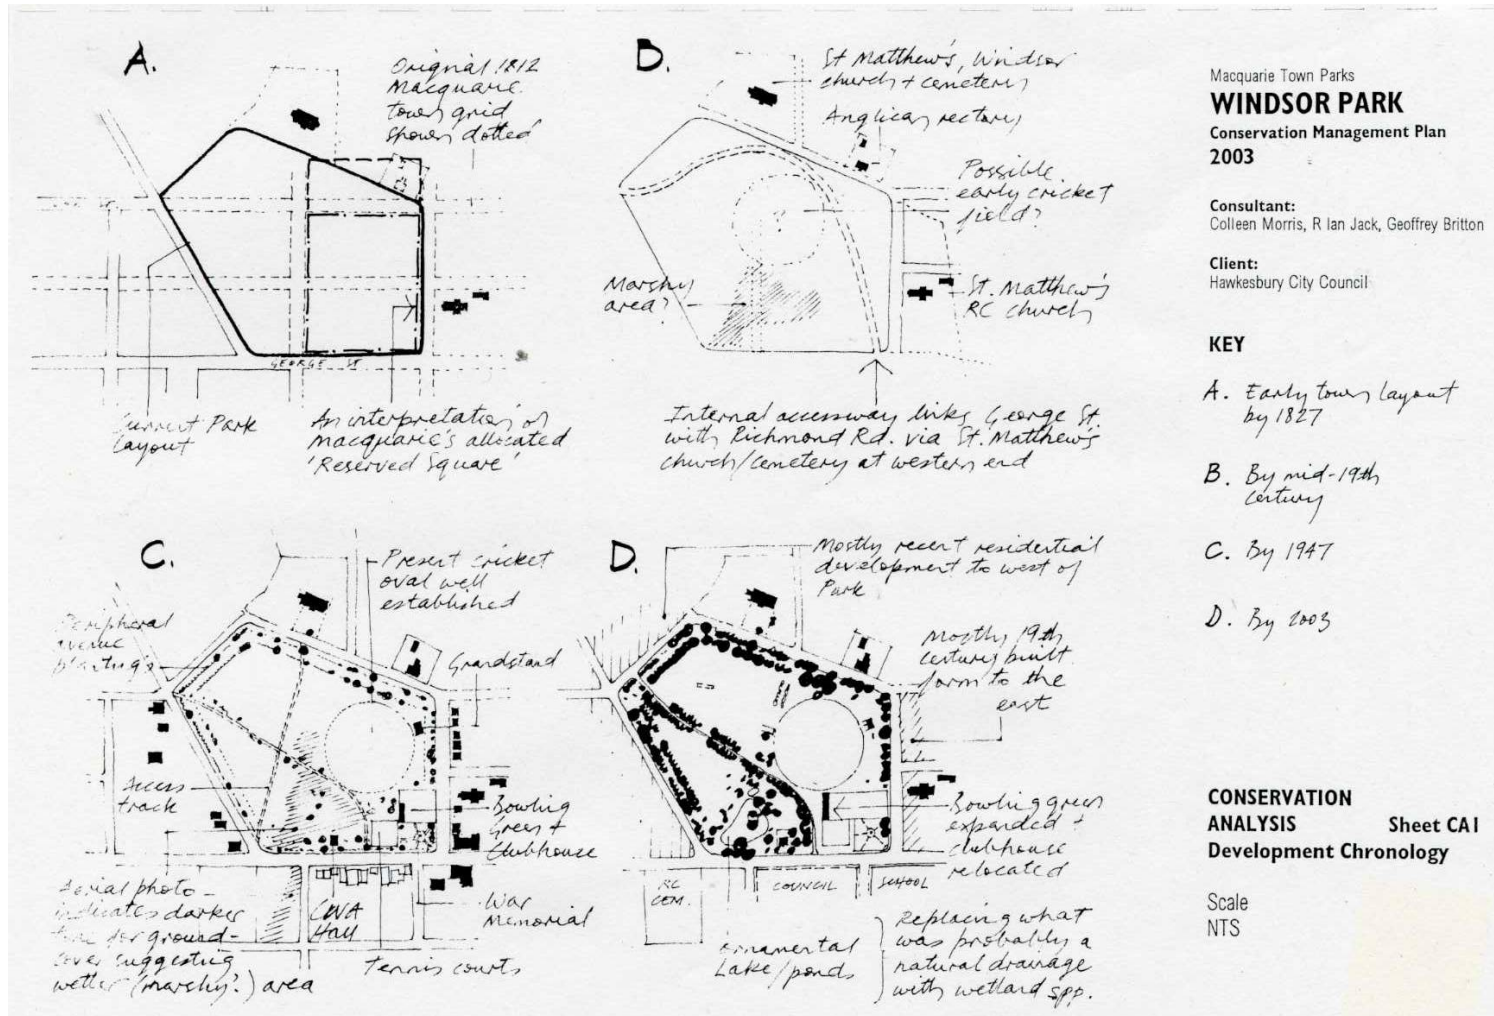 A.
Original 1812
Macquarie
town grid
shown dotted
GEORGE ST
Current Park
Layout
An interpretation of
Macquarie's allocated
'Reserved Square'
D.
St Matthew's, Windsor
church + cemetery
Anglican rectory
Possible
early cricket
field?
Marshy
area?
St. Matthew's
RC church
Internal accessway links George St.
with Richmond Rd. via St. Matthew's
church/cemetery at western end
C.
Present cricket
oval well
established
Peripheral
avenue
plantings
Grandstand
Access
track
Bowling
Green +
Clubhouse
Aerial photo
indicates darker
tone for ground-
cover suggesting
wetter (marshy?) area
CWA
Hall
War
Memorial
Tennis courts
D.
Mostly recent residential
development to west of
Park
Mostly 19th
century built
form to the
east
Bowling green
expanded +
clubhouse
relocated
RC
CEM.
COUNCIL
SCHOOL
Ornamental
Lake/ponds
Replacing what
was probably a
natural drainage
with wetland spp.
Macquarie Town Parks
WINDSOR PARK
Conservation Management Plan
2003
Consultant:
Colleen Morris, R Ian Jack, Geoffrey Britton
Client:
Hawkesbury City Council
KEY
A. Early town layout
by 1827
B. By mid-19th
century
C. By 1947
D. By 2003
CONSERVATION
ANALYSIS Sheet CA1
Development Chronology
Scale
NTS